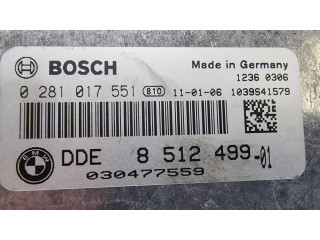 BOSCH
Made in Germany
1236 0306
0 281 017 551 810 11-01-06 1039S41579
BMW
DDE 8 512 499-01
030477559